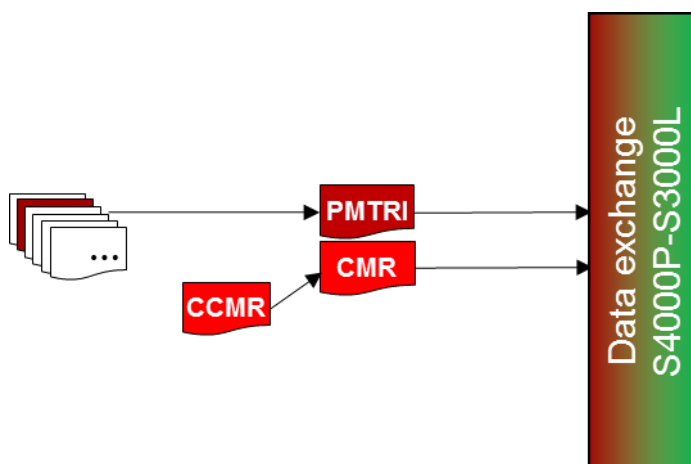 PMTRI
CMR
CCMR
...
Data exchange
S4000P-S3000L